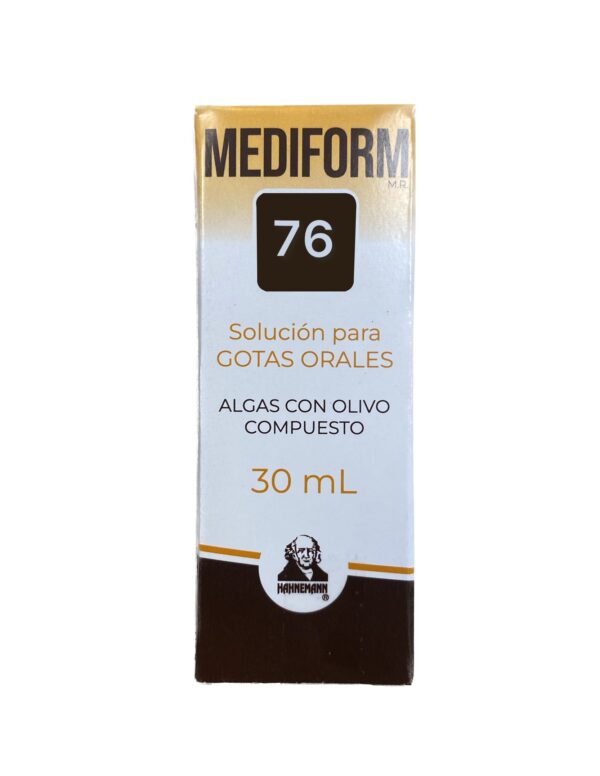 MEDIFORM
M.R.
76
Solución para
GOTAS ORALES
ALGAS CON OLIVO
COMPUESTO
30 mL
HAHNEMANN
®